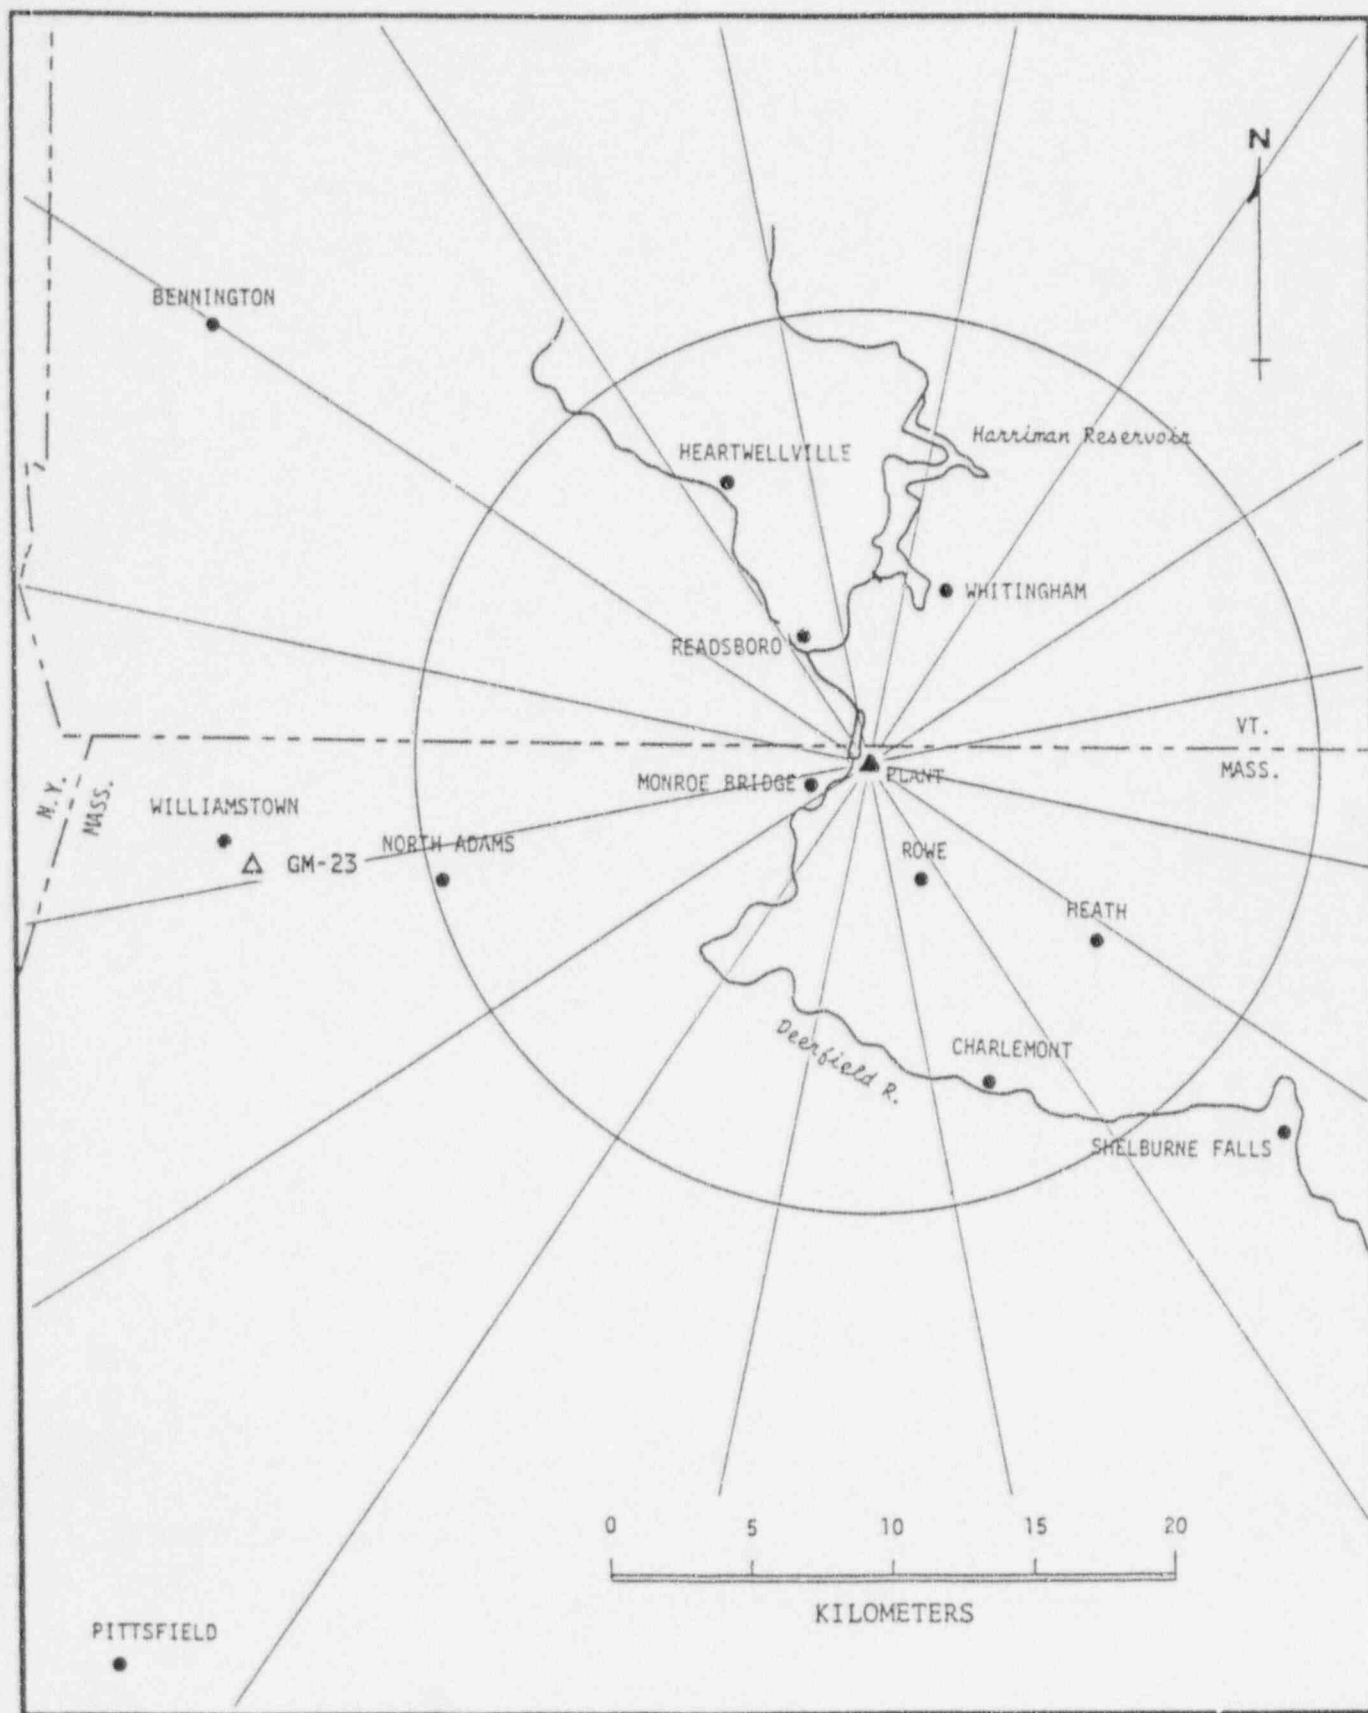 N
BENNINGTON
Harriman Reservoir
HEARTWELLVILLE
WHITINGHAM
READSBORO
VT.
MASS.
MONROE BRIDGE
PLANT
N.Y.
MASS.
WILLIAMSTOWN
NORTH ADAMS
GM-23
ROWE
HEATH
Deerfield R.
CHARLEMONT
SHELBURNE FALLS
0 5 10 15 20
KILOMETERS
PITTSFIELD